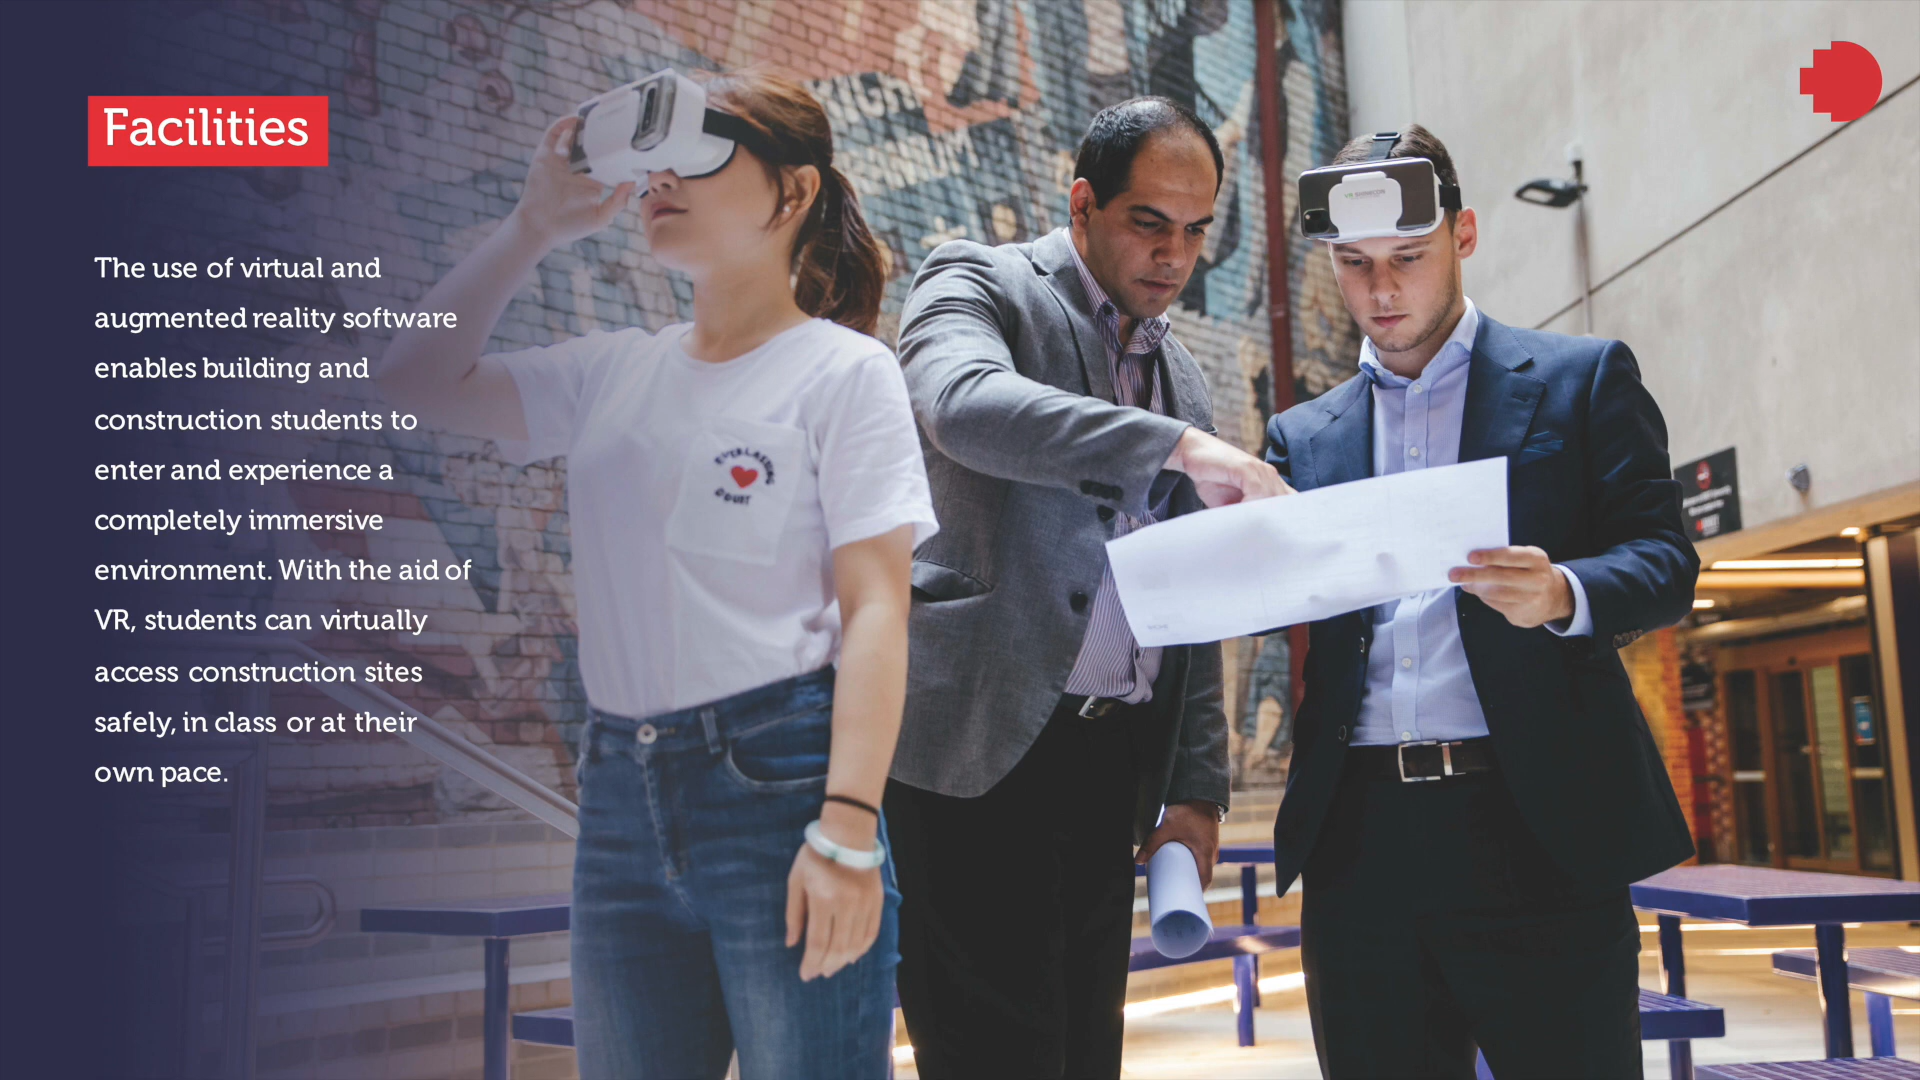 Facilities
The use of virtual and
augmented reality software
enables building and
construction students to
enter and experience a
completely immersive
environment. With the aid of
VR, students can virtually
access construction sites
safely, in class or at their
own pace.
VR SHINECON